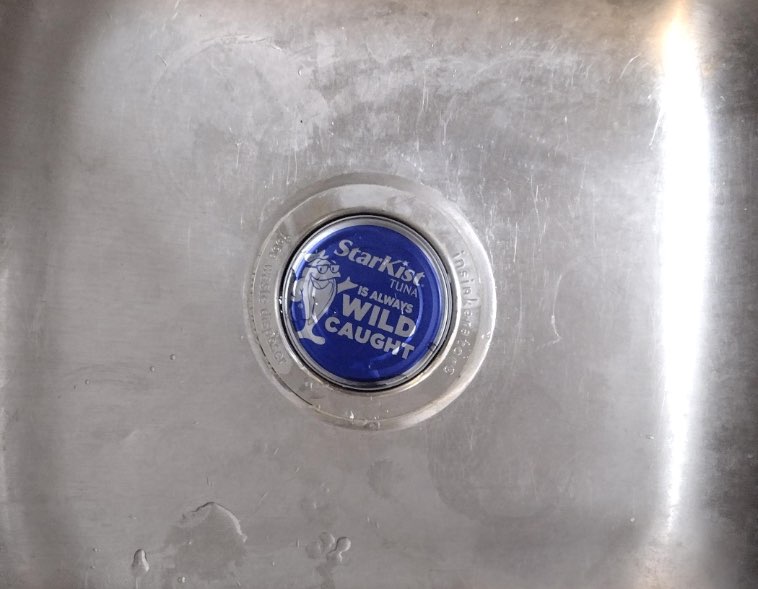 StarKist
TUNA
IS ALWAYS
WILD
CAUGHT
insinkerator